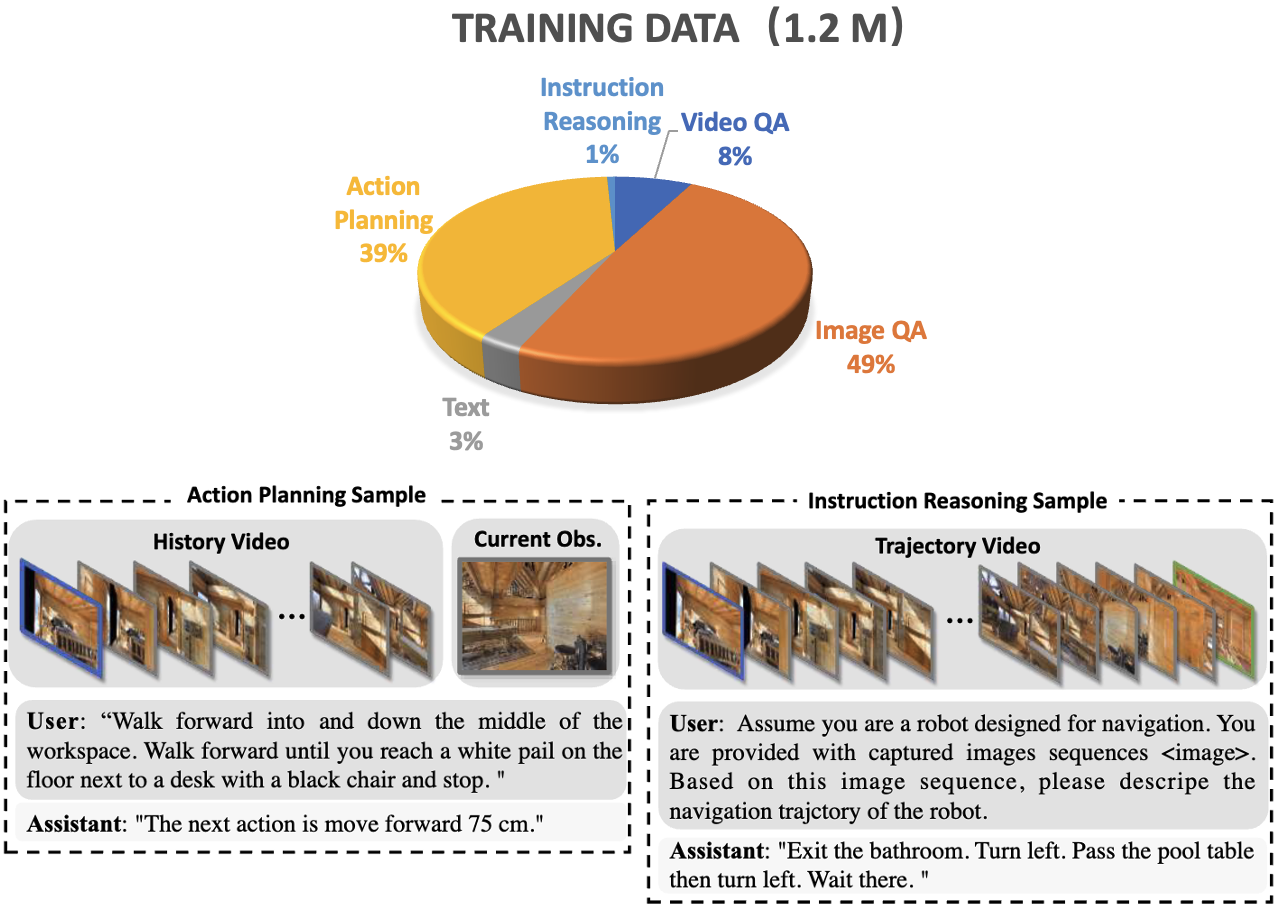 TRAINING DATA（1.2 M）
Instruction
Reasoning
1%
Video QA
8%
Action
Planning
39%
Image QA
49%
Text
3%
Action Planning Sample
History Video
Current Obs.
...
User: “Walk forward into and down the middle of the
workspace. Walk forward until you reach a white pail on the
floor next to a desk with a black chair and stop. "
Assistant: "The next action is move forward 75 cm."
Instruction Reasoning Sample
Trajectory Video
...
User: Assume you are a robot designed for navigation. You
are provided with captured images sequences <image>.
Based on this image sequence, please descripe the
navigation trajctory of the robot.
Assistant: "Exit the bathroom. Turn left. Pass the pool table
then turn left. Wait there. "